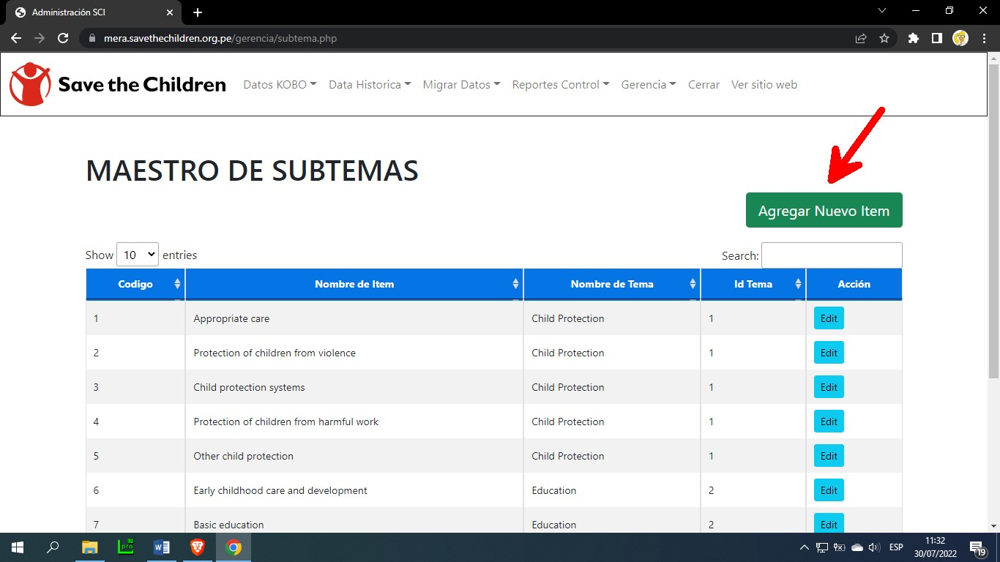 Administración SCI
mera.savethechildren.org.pe/gerencia/subtema.php
Save the Children Datos KOBO Data Historica Migrar Datos Reportes Control Gerencia Cerrar Ver sitio web
MAESTRO DE SUBTEMAS
Agregar Nuevo Item
Show 10 entries Search:
Codigo Nombre de Item Nombre de Tema Id Tema Acción
1 Appropriate care Child Protection 1 Edit
2 Protection of children from violence Child Protection 1 Edit
3 Child protection systems Child Protection 1 Edit
4 Protection of children from harmful work Child Protection 1 Edit
5 Other child protection Child Protection 1 Edit
6 Early childhood care and development Education 2 Edit
7 Basic education Education 2 Edit
ESP 11:32
30/07/2022 19